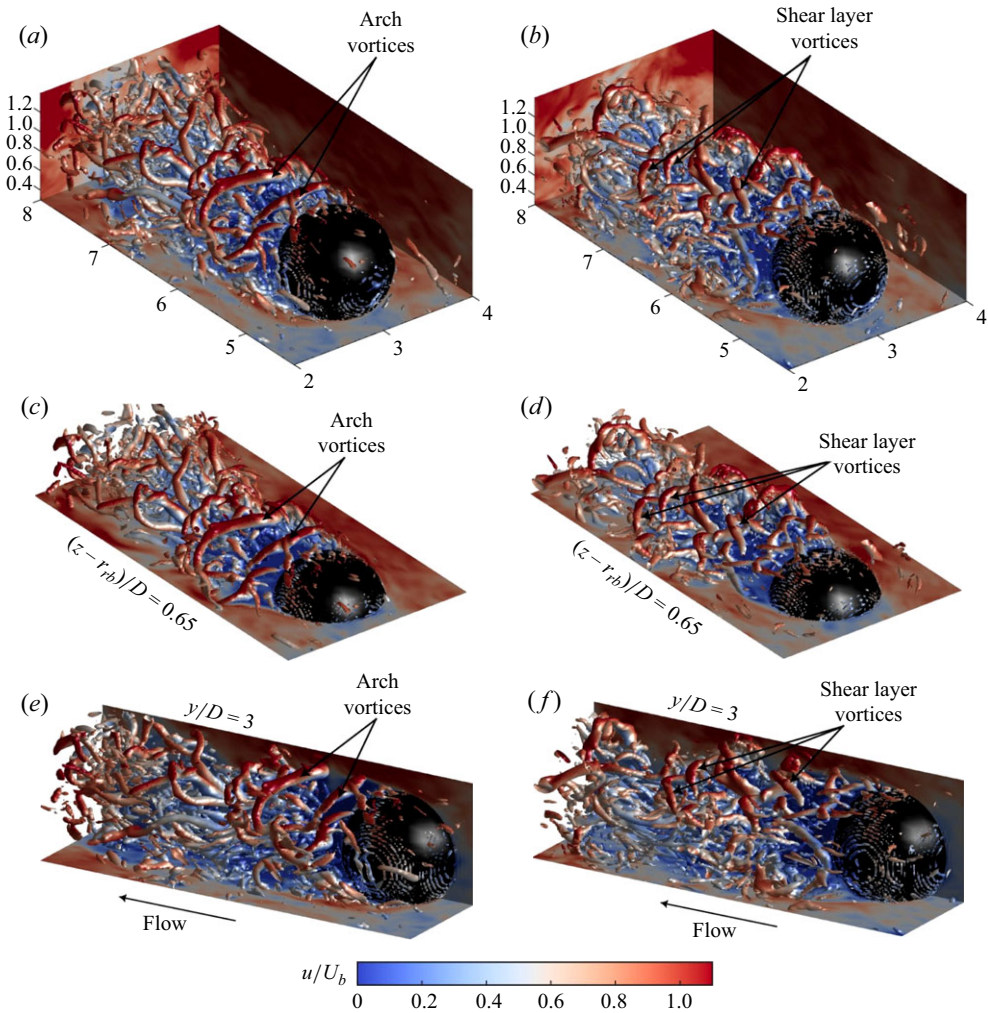 (a)
Arch
vortices
1.2
1.0
0.8
0.6
0.4
8
7
6
5
2
3
4
(b)
Shear layer
vortices
1.2
1.0
0.8
0.6
0.4
8
7
6
5
2
3
4
(c)
Arch
vortices
(z – r_rb)/D = 0.65
(d)
Shear layer
vortices
(z – r_rb)/D = 0.65
(e)
y/D = 3
Arch
vortices
Flow
(f)
y/D = 3
Shear layer
vortices
Flow
u/U_b
0 0.2 0.4 0.6 0.8 1.0